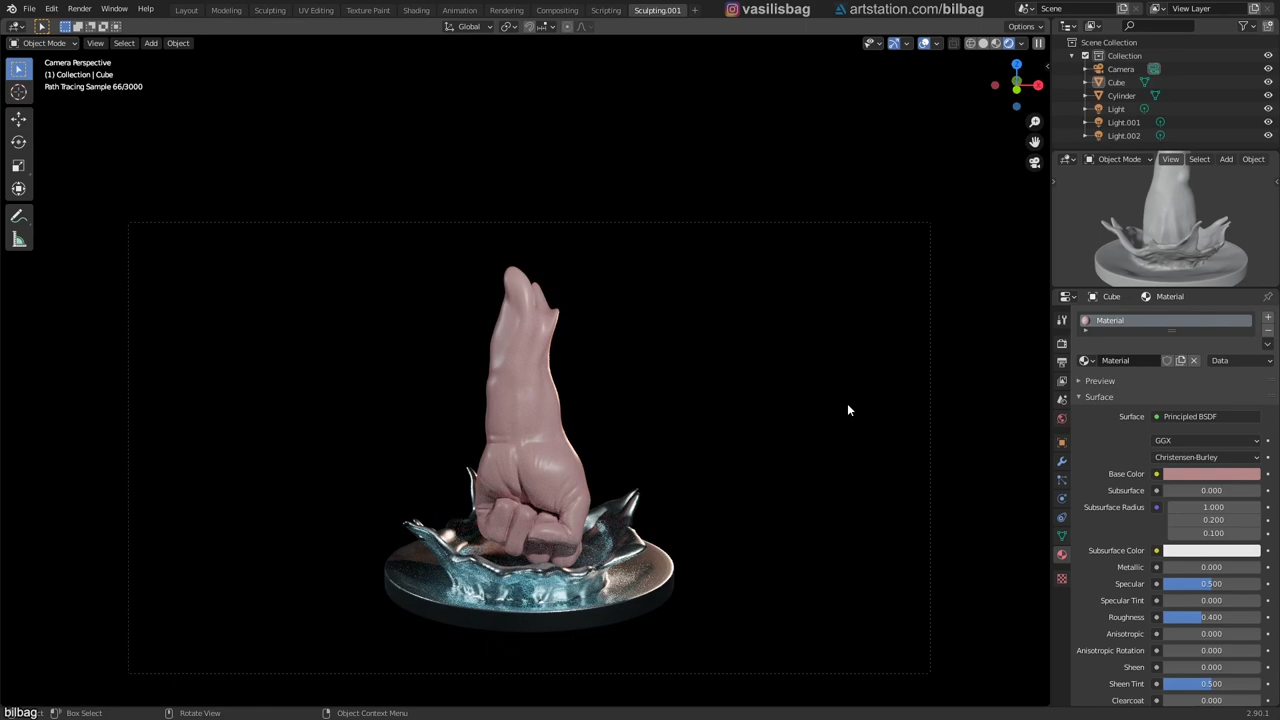 File Edit Render Window Help Layout Modeling Sculpting UV Editing Texture Paint Shading Animation Rendering Compositing Scripting Sculpting.001 vasilisbag artstation.com/bilbag Scene View Layer
Global Options
Object Mode View Select Add Object
Camera Perspective
(1) Collection | Cube
Path Tracing Sample 66/3000
Z
Scene Collection
Collection
Camera
Cube
Cylinder
Light
Light.001
Light.002
Object Mode View Select Add Object
Cube Material
Material
Material Data
Preview
Surface
Surface Principled BSDF
GGX
Christensen-Burley
Base Color
Subsurface 0.000
Subsurface Radius 1.000
0.200
0.100
Subsurface Color
Metallic 0.000
Specular 0.500
Specular Tint 0.000
Roughness 0.400
Anisotropic 0.000
Anisotropic Rotation 0.000
Sheen 0.000
Sheen Tint 0.500
Clearcoat 0.000
bilbag Box Select Rotate View Object Context Menu 2.90.1